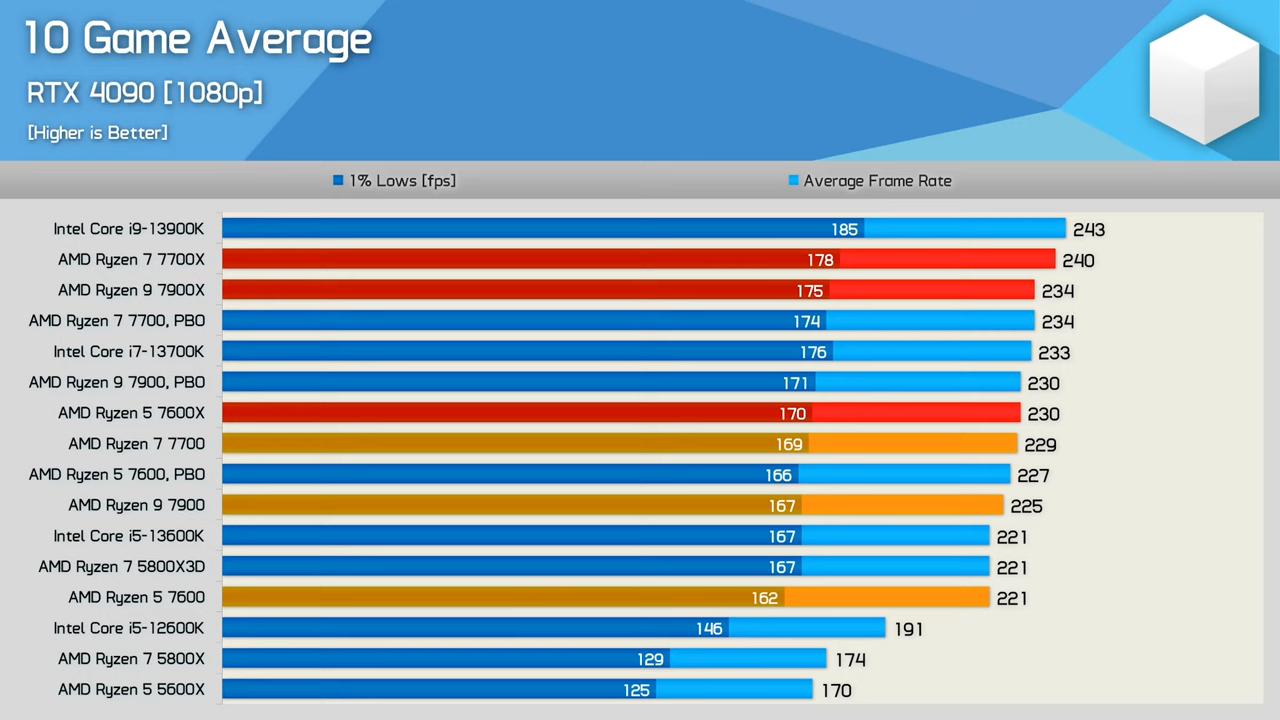 10 Game Average
RTX 4090 [1080p]
[Higher is Better]
1% Lows [fps] Average Frame Rate
Intel Core i9-13900K 185 243
AMD Ryzen 7 7700X 178 240
AMD Ryzen 9 7900X 175 234
AMD Ryzen 7 7700, PBO 174 234
Intel Core i7-13700K 176 233
AMD Ryzen 9 7900, PBO 171 230
AMD Ryzen 5 7600X 170 230
AMD Ryzen 7 7700 169 229
AMD Ryzen 5 7600, PBO 166 227
AMD Ryzen 9 7900 167 225
Intel Core i5-13600K 167 221
AMD Ryzen 7 5800X3D 167 221
AMD Ryzen 5 7600 162 221
Intel Core i5-12600K 146 191
AMD Ryzen 7 5800X 129 174
AMD Ryzen 5 5600X 125 170